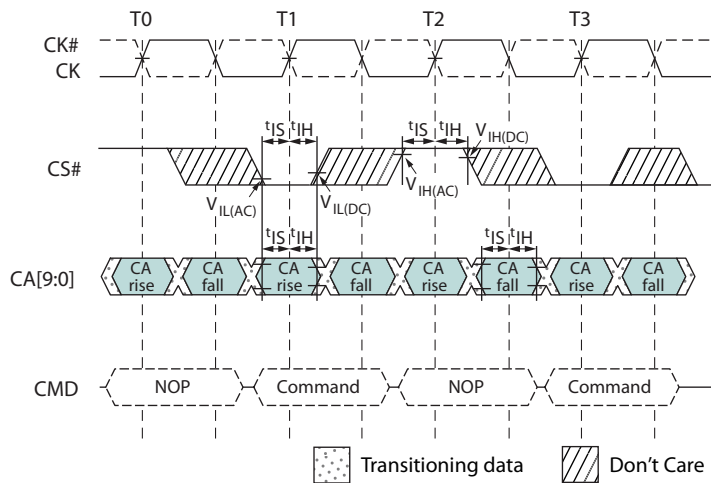 T0 T1 T2 T3
CK#
CK
tIS tIH tIS tIH VIH(DC)
CS#
VIL(AC) VIL(DC) VIH(AC)
tIS tIH tIS tIH
CA[9:0] CA rise CA fall CA rise CA fall CA rise CA fall CA rise CA fall
CMD NOP Command NOP Command
Transitioning data Don't Care